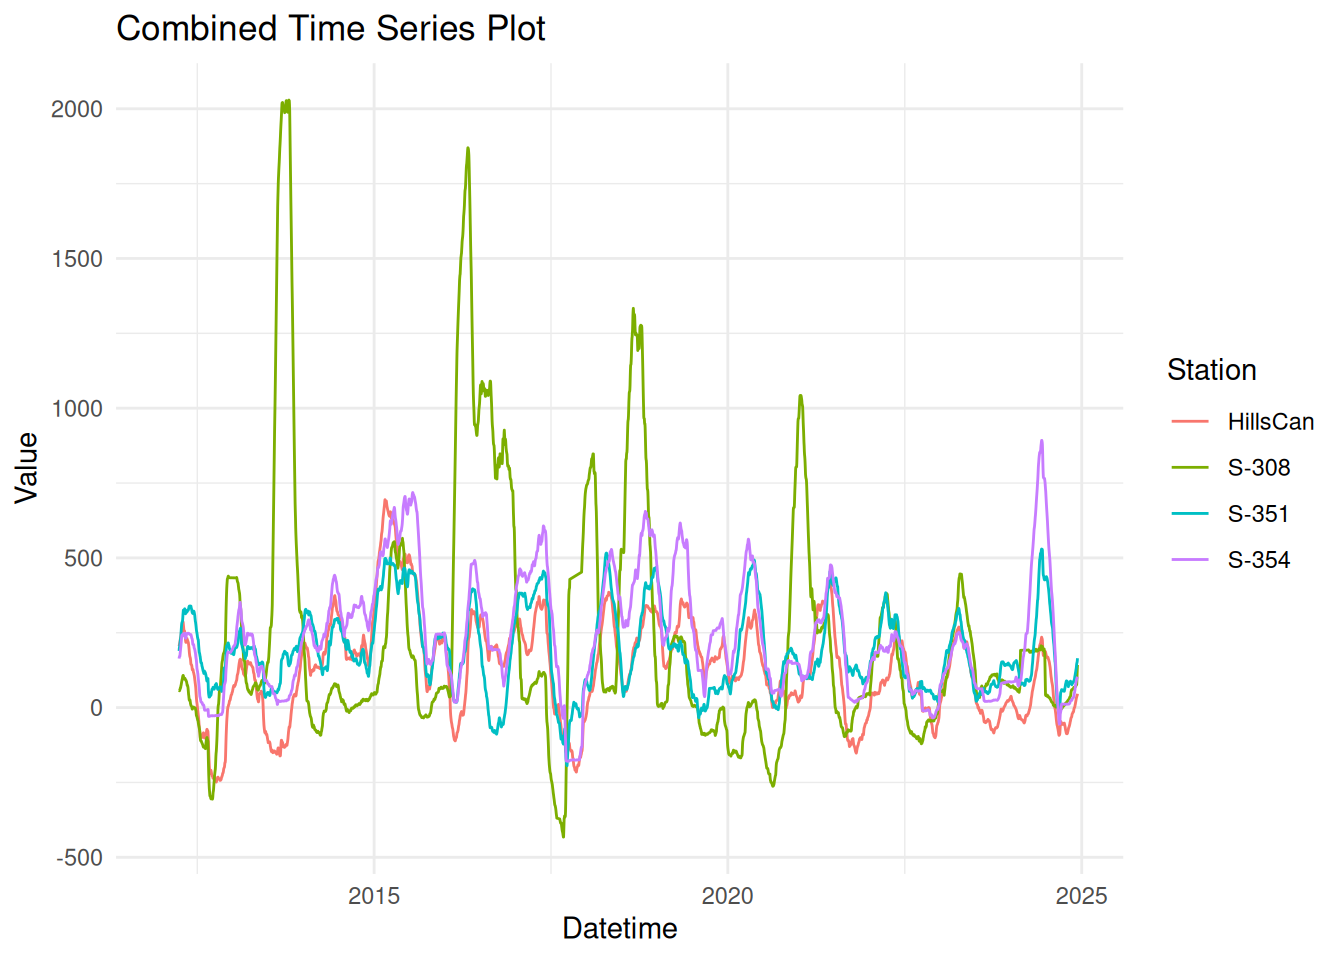 Combined Time Series Plot
2000
1500
1000
500
0
-500
Value
2015
2020
2025
Datetime
Station
HillsCan
S-308
S-351
S-354